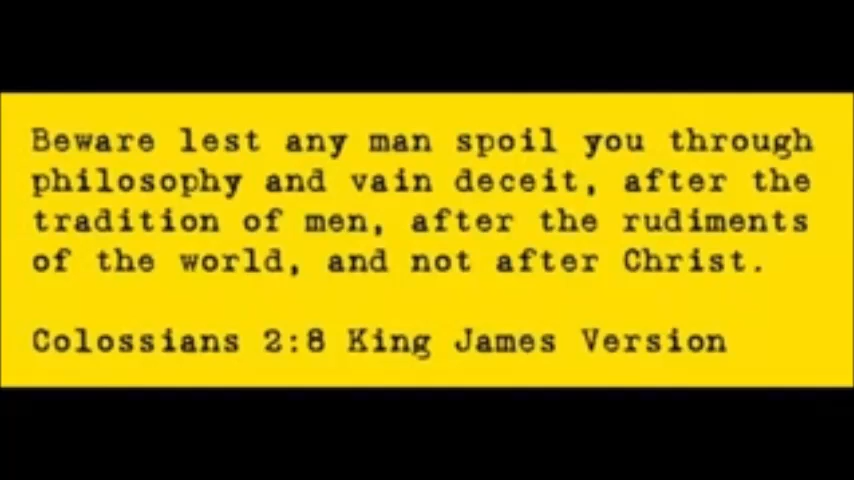 Beware lest any man spoil you through
philosophy and vain deceit, after the
tradition of men, after the rudiments
of the world, and not after Christ.
Colossians 2:8 King James Version